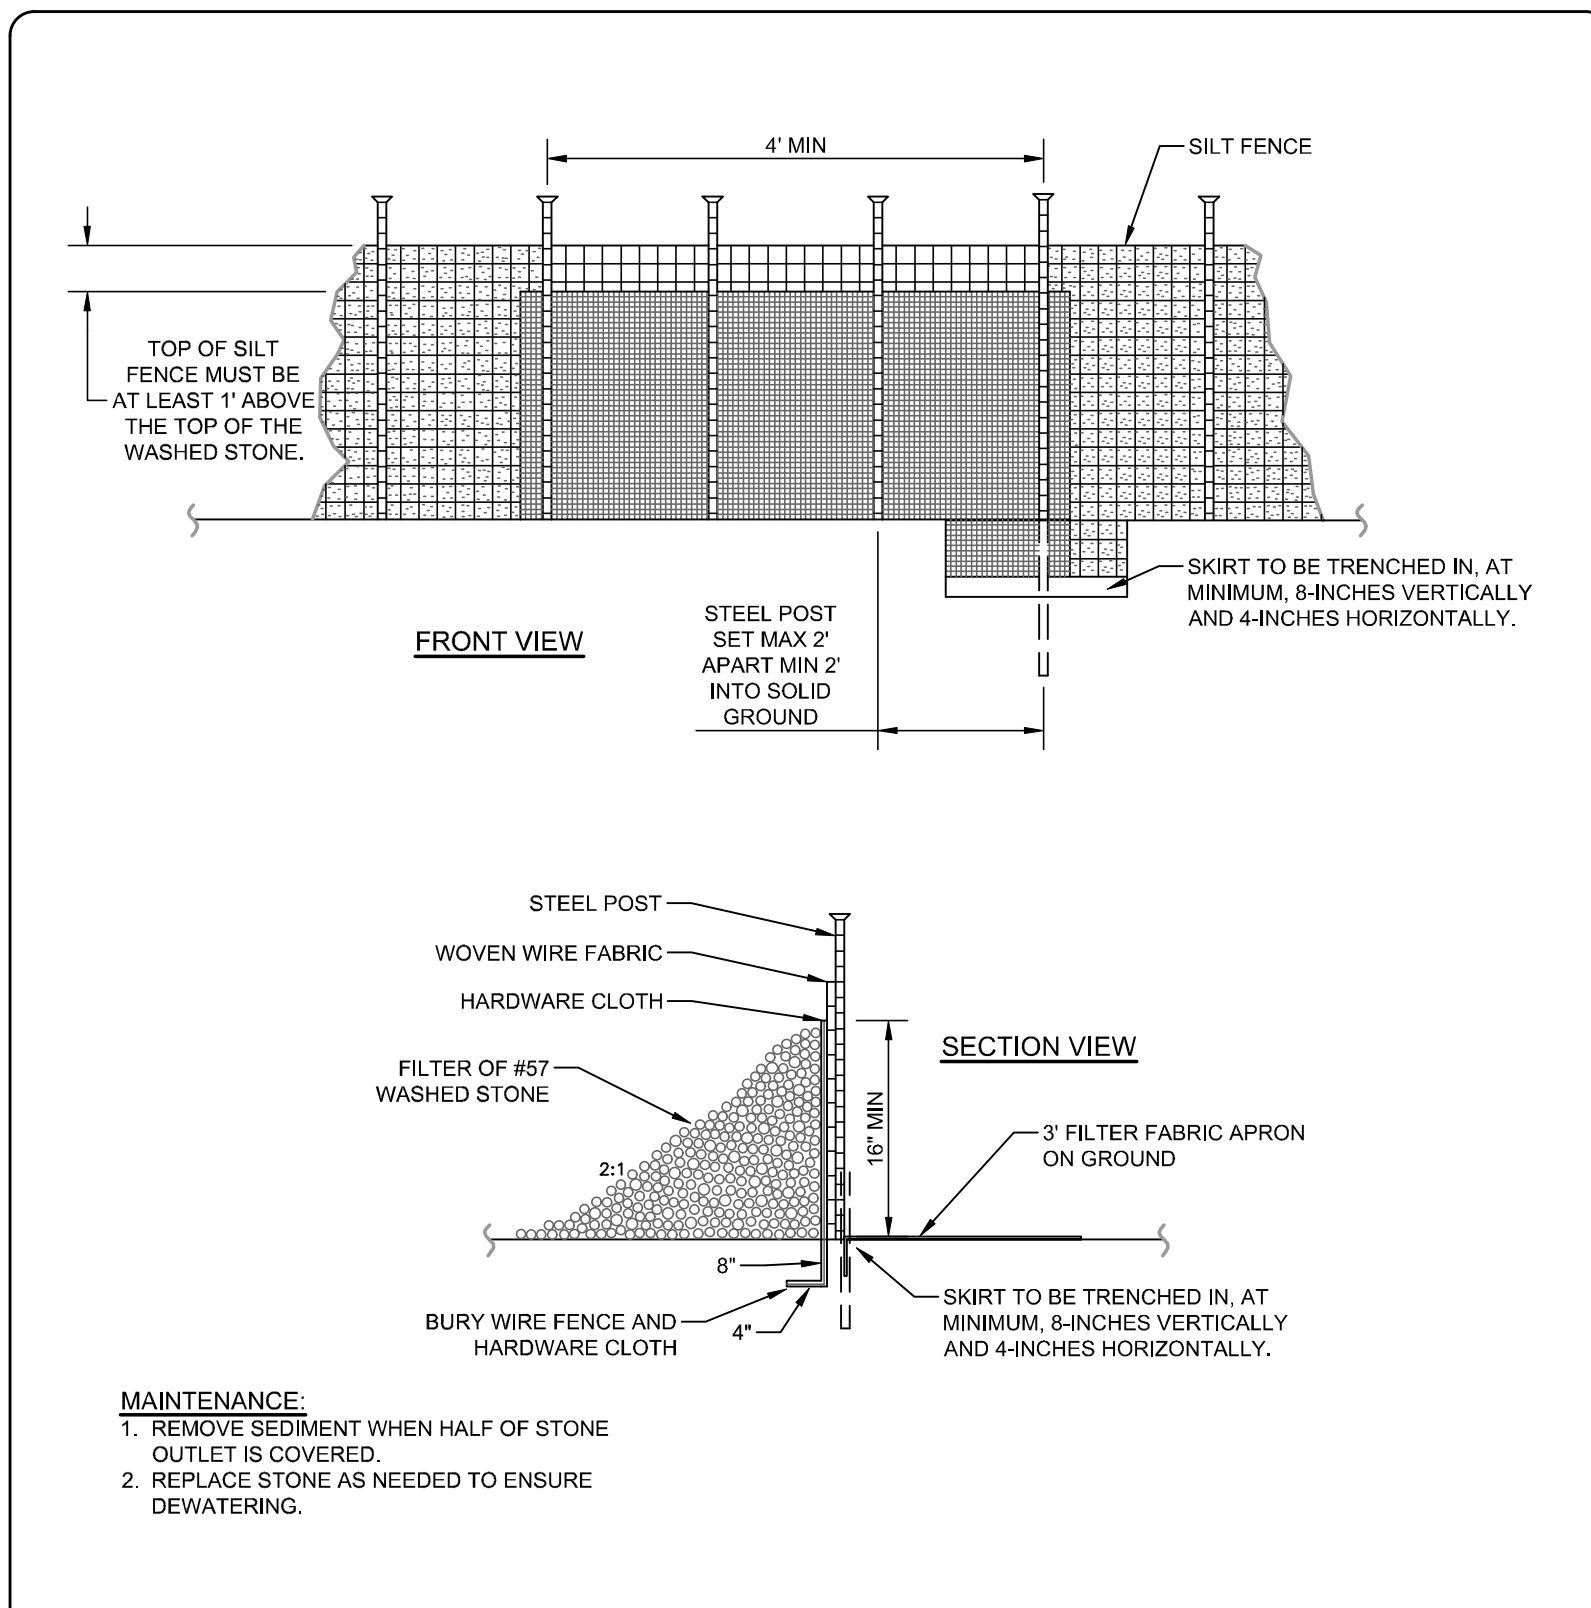 4' MIN
SILT FENCE
TOP OF SILT
FENCE MUST BE
AT LEAST 1' ABOVE
THE TOP OF THE
WASHED STONE.
SKIRT TO BE TRENCHED IN, AT
MINIMUM, 8-INCHES VERTICALLY
AND 4-INCHES HORIZONTALLY.
FRONT VIEW
STEEL POST
SET MAX 2'
APART MIN 2'
INTO SOLID
GROUND
STEEL POST
WOVEN WIRE FABRIC
HARDWARE CLOTH
FILTER OF #57
WASHED STONE
SECTION VIEW
16" MIN
2:1
3' FILTER FABRIC APRON
ON GROUND
8"
4"
BURY WIRE FENCE AND
HARDWARE CLOTH
SKIRT TO BE TRENCHED IN, AT
MINIMUM, 8-INCHES VERTICALLY
AND 4-INCHES HORIZONTALLY.
MAINTENANCE:
1. REMOVE SEDIMENT WHEN HALF OF STONE
OUTLET IS COVERED.
2. REPLACE STONE AS NEEDED TO ENSURE
DEWATERING.